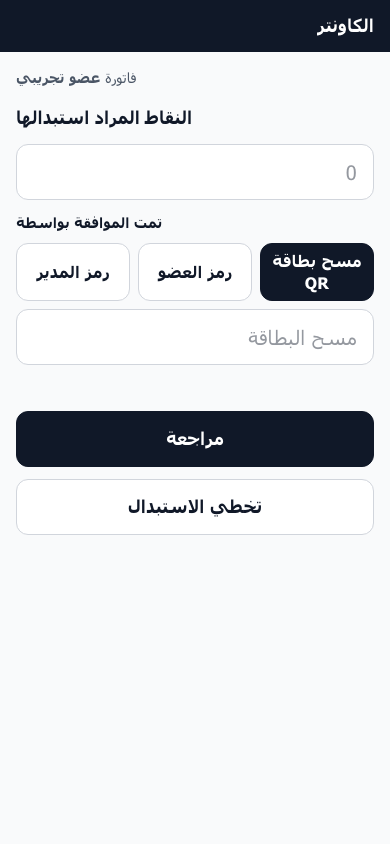 الكاونتر
فاتورة عضو تجريبي
النقاط المراد استبدالها
0
تمت الموافقة بواسطة
مسح بطاقة QR
رمز العضو
رمز المدير
مسح البطاقة
مراجعة
تخطي الاستبدال